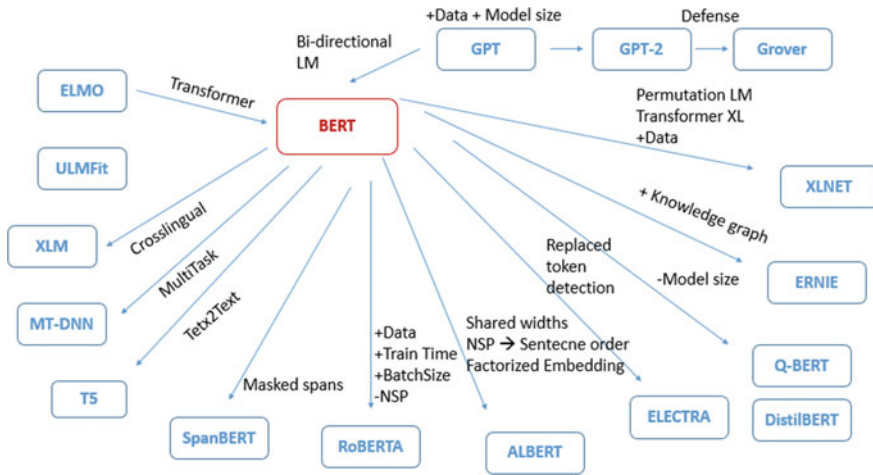 +Data + Model size
Defense
GPT
GPT-2
Grover
Bi-directional
LM
ELMO
Transformer
BERT
Permutation LM
Transformer XL
+Data
ULMFit
XLNET
Crosslingual
XLM
+ Knowledge graph
ERNIE
MultiTask
MT-DNN
Replaced
token
detection
-Model size
Tetx2Text
T5
Shared widths
NSP → Sentecne order
Factorized Embedding
+Data
+Train Time
+BatchSize
-NSP
Masked spans
Q-BERT
DistilBERT
SpanBERT
RoBERTA
ALBERT
ELECTRA